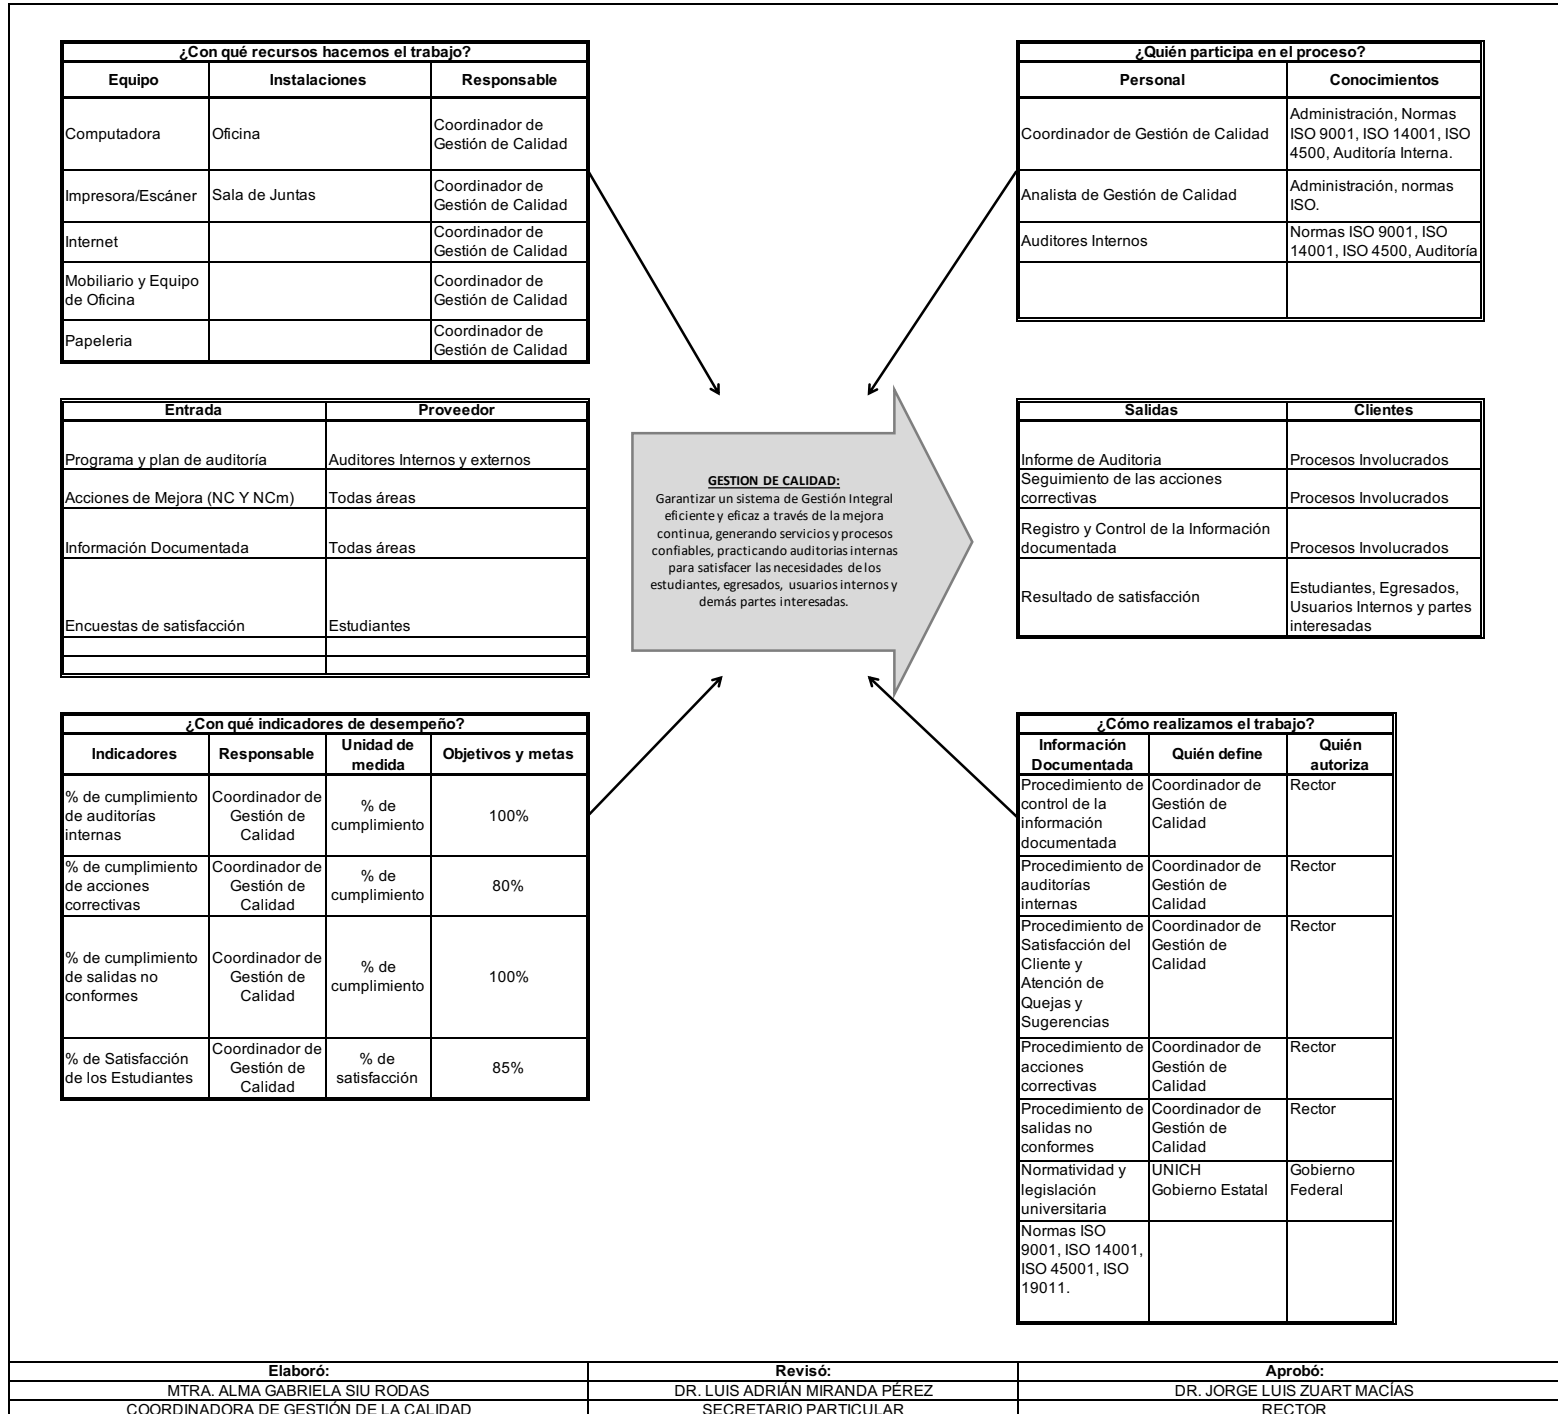 ¿Con qué recursos hacemos el trabajo?
Equipo Instalaciones Responsable
Computadora Oficina Coordinador de
Gestión de Calidad
Impresora/Escáner Sala de Juntas Coordinador de
Gestión de Calidad
Internet Coordinador de
Gestión de Calidad
Mobiliario y Equipo
de Oficina
Coordinador de
Gestión de Calidad
Papeleria Coordinador de
Gestión de Calidad
¿Quién participa en el proceso?
Personal Conocimientos
Coordinador de Gestión de Calidad
Administración, Normas
ISO 9001, ISO 14001, ISO
4500, Auditoría Interna.
Analista de Gestión de Calidad
Administración, normas
ISO.
Auditores Internos
Normas ISO 9001, ISO
14001, ISO 4500, Auditoría
Entrada Proveedor
Programa y plan de auditoría Auditores Internos y externos
Acciones de Mejora (NC Y NCm) Todas áreas
Información Documentada Todas áreas
Encuestas de satisfacción Estudiantes
GESTION DE CALIDAD:
Garantizar un sistema de Gestión Integral
eficiente y eficaz a través de la mejora
continua, generando servicios y procesos
confiables, practicando auditorias internas
para satisfacer las necesidades de los
estudiantes, egresados, usuarios internos y
demás partes interesadas.
Salidas Clientes
Informe de Auditoria Procesos Involucrados
Seguimiento de las acciones
correctivas Procesos Involucrados
Registro y Control de la Información
documentada Procesos Involucrados
Resultado de satisfacción
Estudiantes, Egresados,
Usuarios Internos y partes
interesadas
¿Con qué indicadores de desempeño?
Indicadores Responsable Unidad de
medida Objetivos y metas
% de cumplimiento
de auditorías
internas
Coordinador de
Gestión de
Calidad
% de
cumplimiento
100%
% de cumplimiento
de acciones
correctivas
Coordinador de
Gestión de
Calidad
% de
cumplimiento
80%
% de cumplimiento
de salidas no
conformes
Coordinador de
Gestión de
Calidad
% de
cumplimiento
100%
% de Satisfacción
de los Estudiantes
Coordinador de
Gestión de
Calidad
% de
satisfacción
85%
¿Cómo realizamos el trabajo?
Información
Documentada
Quién define
Quién
autoriza
Procedimiento de
control de la
información
documentada
Coordinador de
Gestión de
Calidad
Rector
Procedimiento de
auditorías
internas
Coordinador de
Gestión de
Calidad
Rector
Procedimiento de
Satisfacción del
Cliente y
Atención de
Quejas y
Sugerencias
Coordinador de
Gestión de
Calidad
Rector
Procedimiento de
acciones
correctivas
Coordinador de
Gestión de
Calidad
Rector
Procedimiento de
salidas no
conformes
Coordinador de
Gestión de
Calidad
Rector
Normatividad y
legislación
universitaria
UNICH
Gobierno Estatal
Gobierno
Federal
Normas ISO
9001, ISO 14001,
ISO 45001, ISO
19011.
Elaboró: Revisó: Aprobó:
MTRA. ALMA GABRIELA SIU RODAS DR. LUIS ADRIÁN MIRANDA PÉREZ DR. JORGE LUIS ZUART MACÍAS
COORDINADORA DE GESTIÓN DE LA CALIDAD SECRETARIO PARTICULAR RECTOR